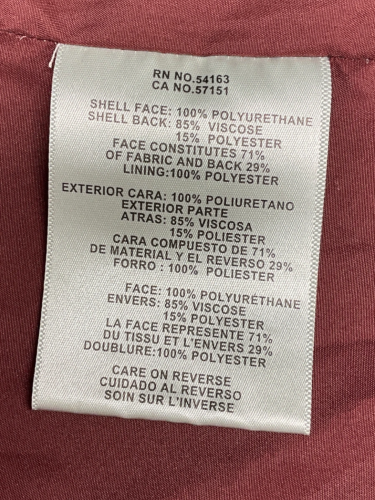 RN NO.54163
CA NO.57151
SHELL FACE: 100% POLYURETHANE
SHELL BACK: 85% VISCOSE
15% POLYESTER
FACE CONSTITUTES 71%
OF FABRIC AND BACK 29%
LINING:100% POLYESTER
EXTERIOR CARA: 100% POLIURETANO
EXTERIOR PARTE
ATRAS: 85% VISCOSA
15% POLIESTER
CARA COMPUESTO DE 71%
DE MATERIAL Y EL REVERSO 29%
FORRO : 100% POLIESTER
FACE: 100% POLYURÉTHANE
ENVERS: 85% VISCOSE
15% POLYESTER
LA FACE REPRESENTE 71%
DU TISSU ET L'ENVERS 29%
DOUBLURE:100% POLYESTER
CARE ON REVERSE
CUIDADO AL REVERSO
SOIN SUR L'INVERSE